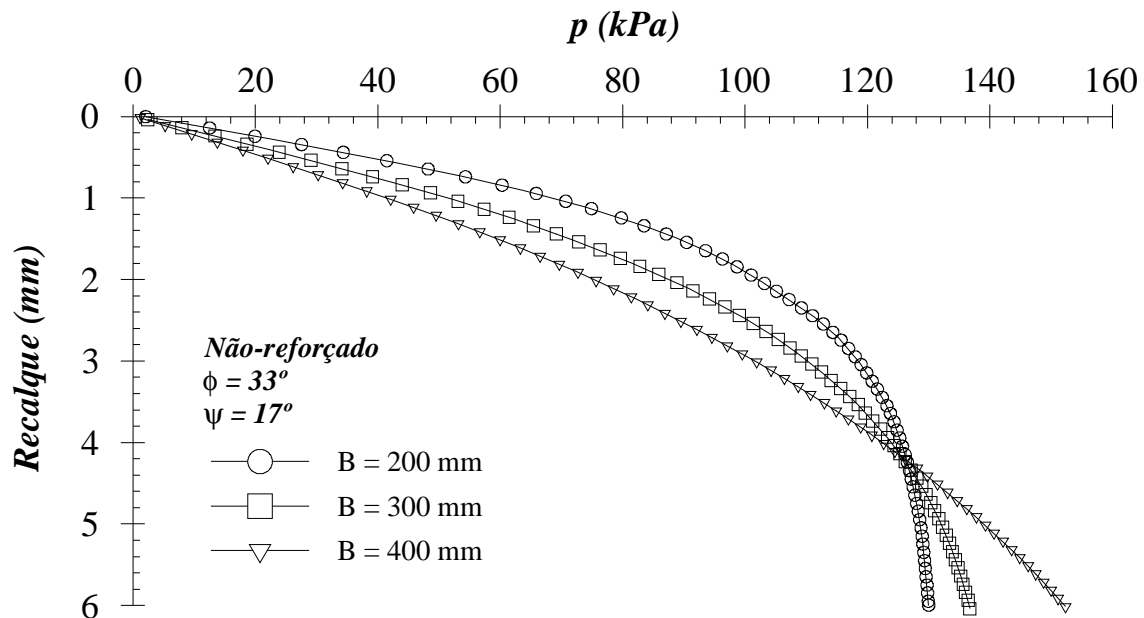 p (kPa)
0 20 40 60 80 100 120 140 160
0
1
2
3
4
5
6
Recalque (mm)
Não-reforçado
ϕ = 33º
ψ = 17º
B = 200 mm
B = 300 mm
B = 400 mm